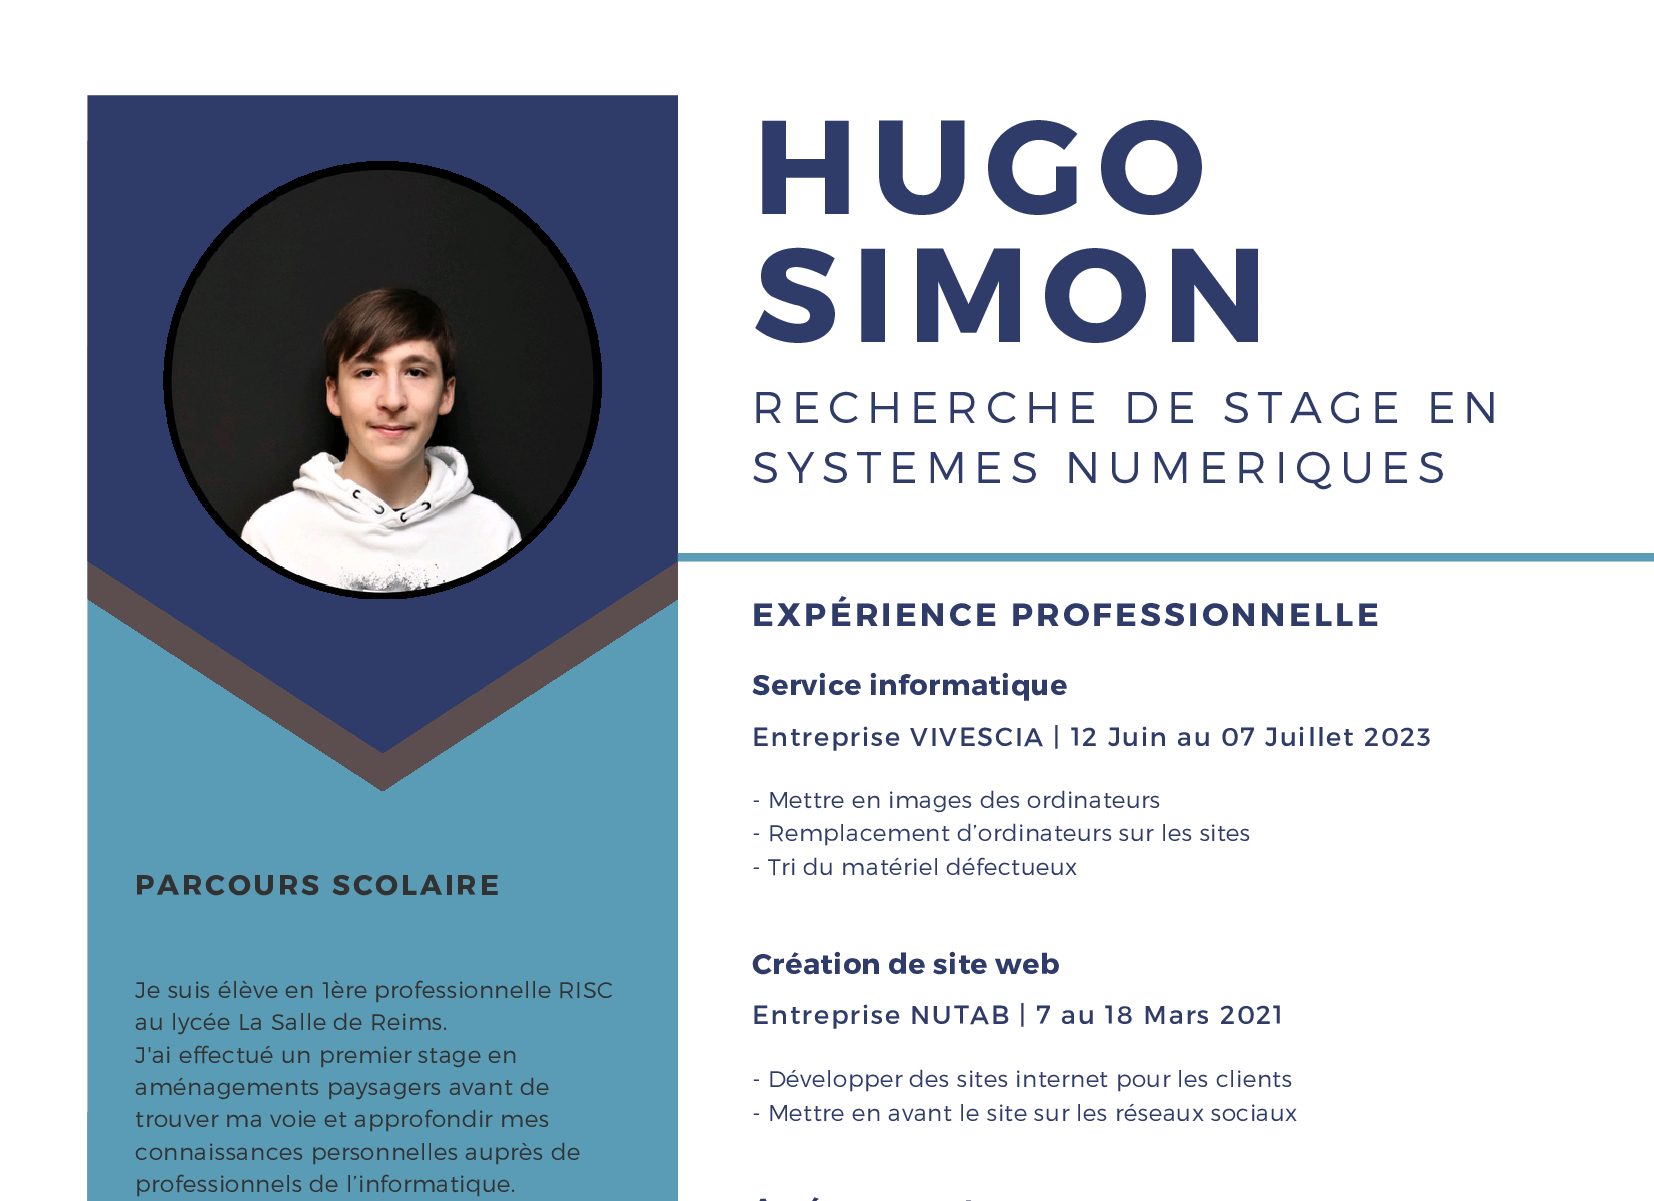 HUGO
SIMON
RECHERCHE DE STAGE EN
SYSTEMES NUMERIQUES
EXPÉRIENCE PROFESSIONNELLE
Service informatique
Entreprise VIVESCIA | 12 Juin au 07 Juillet 2023
- Mettre en images des ordinateurs
- Remplacement d’ordinateurs sur les sites
- Tri du matériel défectueux
Création de site web
Entreprise NUTAB | 7 au 18 Mars 2021
- Développer des sites internet pour les clients
- Mettre en avant le site sur les réseaux sociaux
PARCOURS SCOLAIRE
Je suis élève en 1ère professionnelle RISC
au lycée La Salle de Reims.
J'ai effectué un premier stage en
aménagements paysagers avant de
trouver ma voie et approfondir mes
connaissances personnelles auprès de
professionnels de l’informatique.